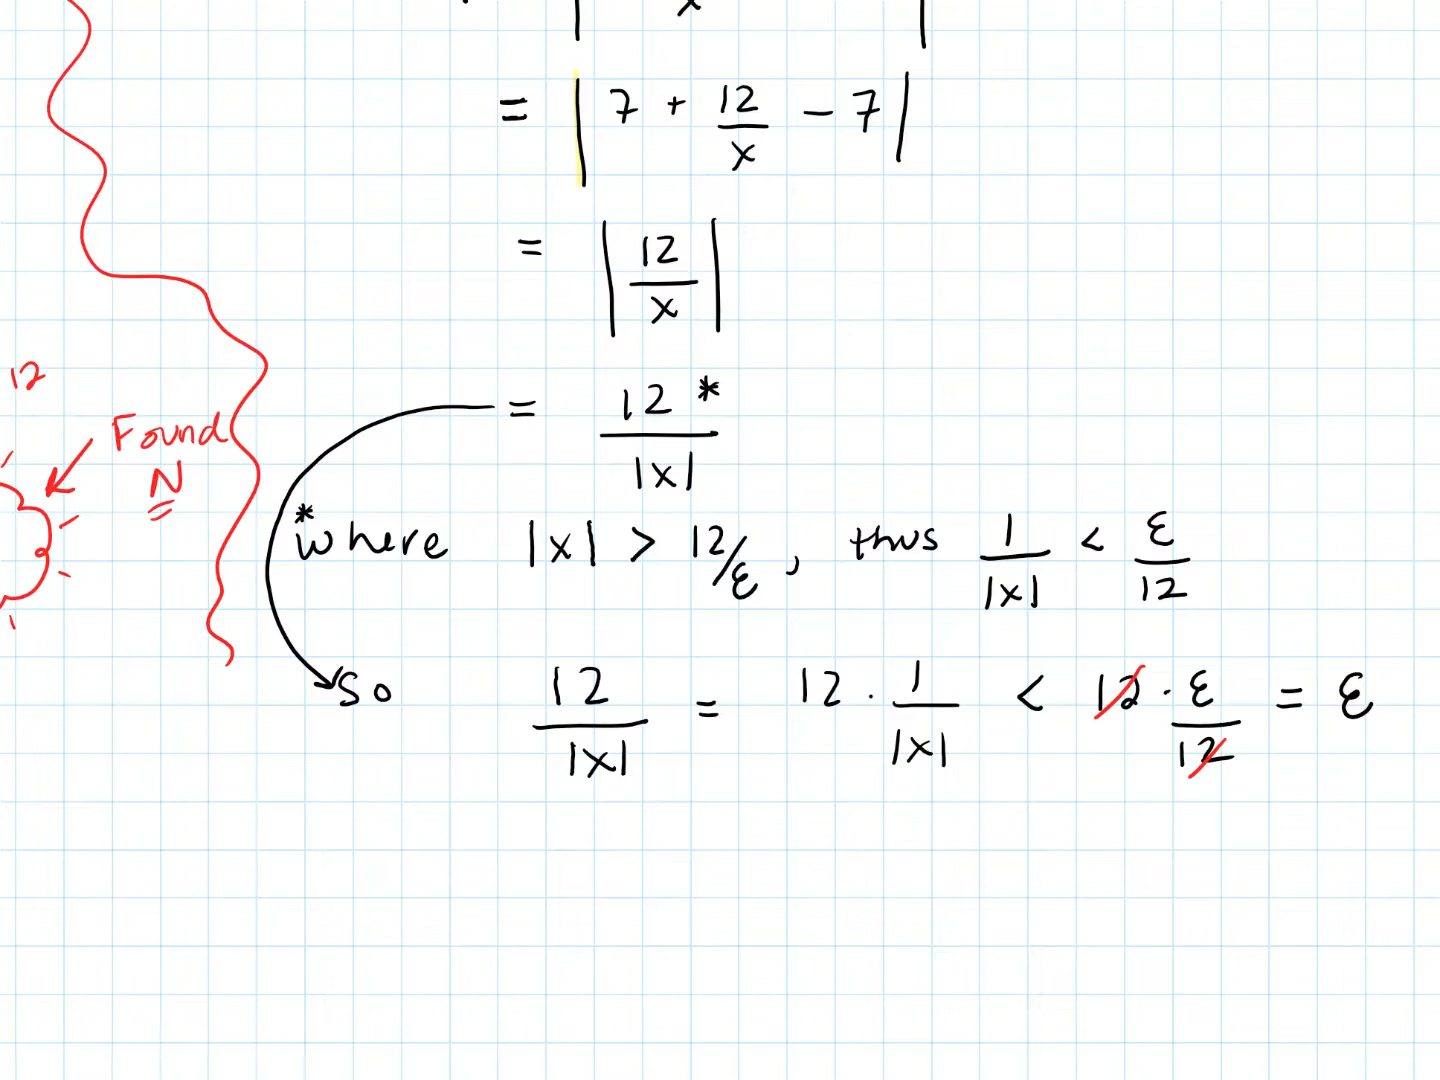 x
= | 7 + 12/x - 7 |
= | 12/x |
12
= 12*/|x|
Found
N
*where |x| > 12/ε, thus 1/|x| < ε/12
so 12/|x| = 12 · 1/|x| < 12 · ε/12 = ε